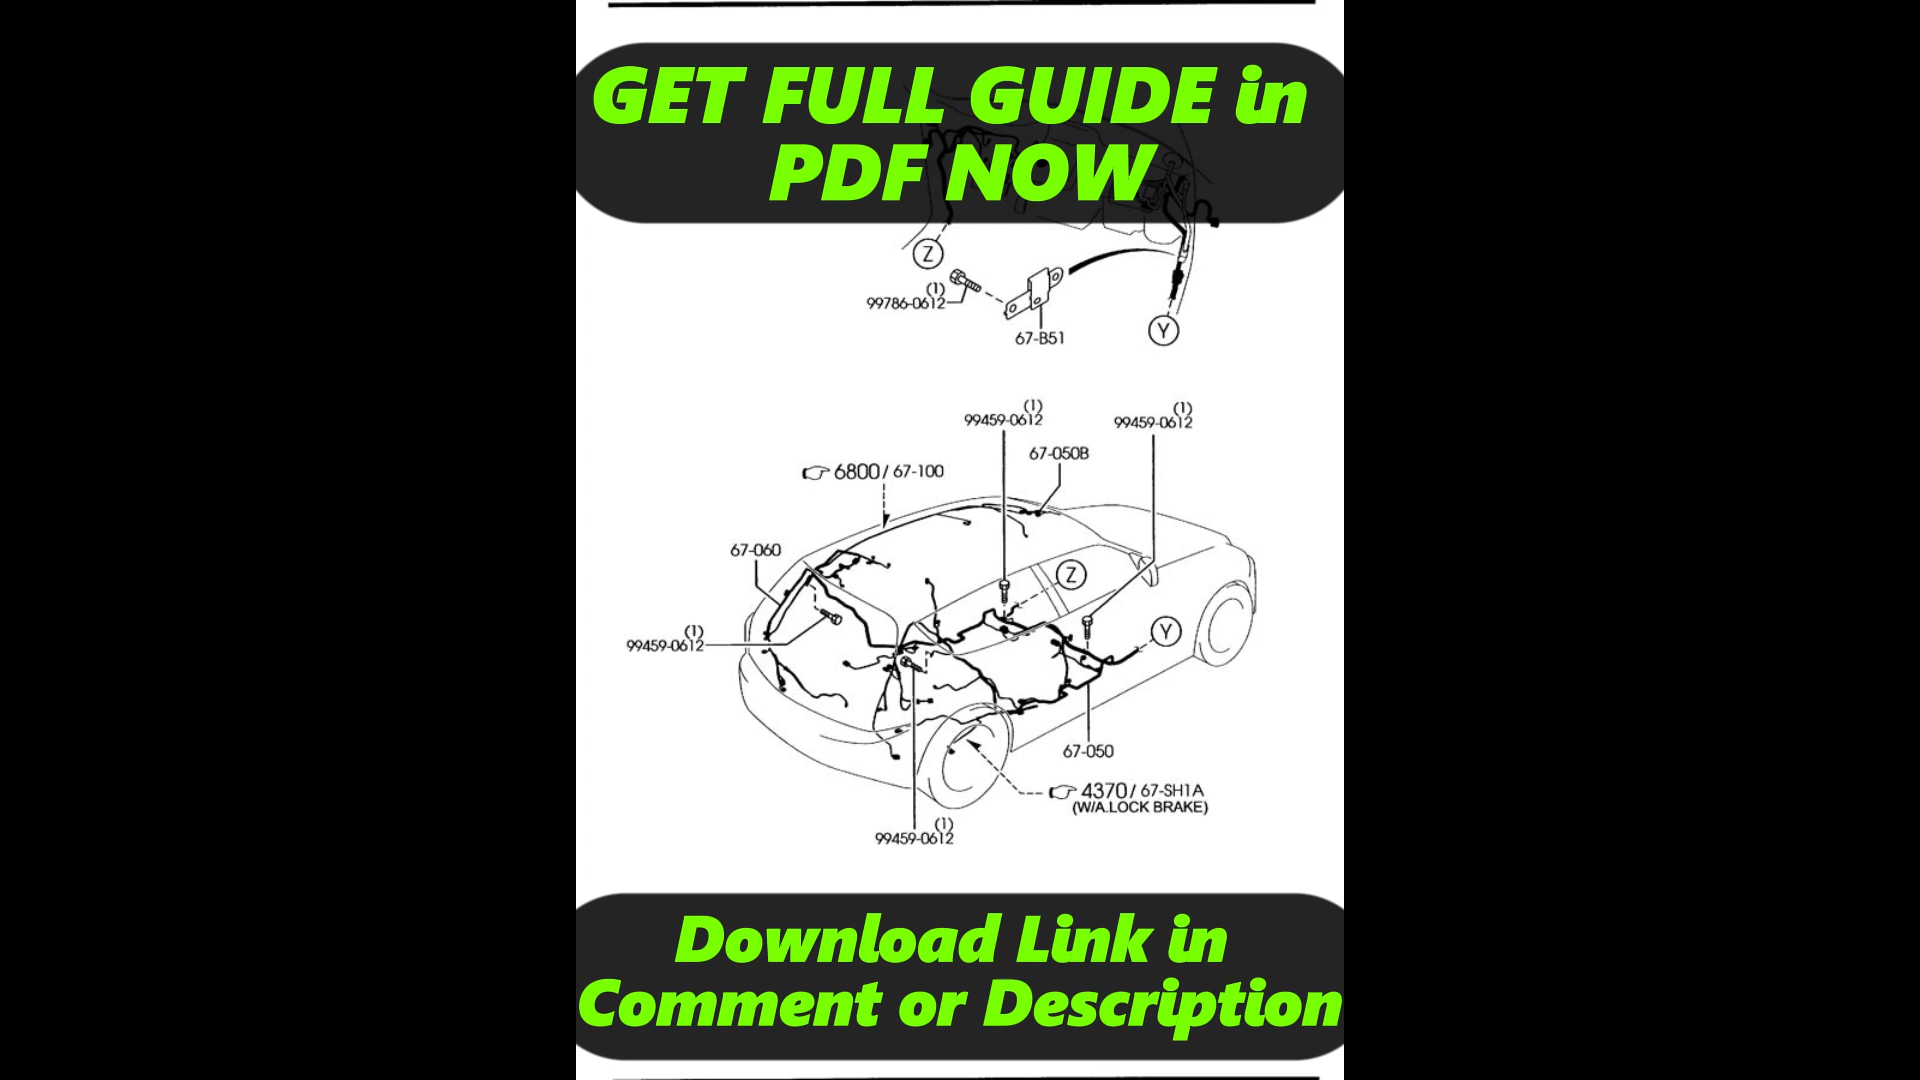 GET FULL GUIDE in
PDF NOW
Z
(1)
99786-0612
67-B51
Y
(1)
99459-0612
(1)
99459-0612
67-050B
6800/67-100
67-060
Z
(1)
99459-0612
Y
67-050
4370/67-SH1A
(W/A.LOCK BRAKE)
(1)
99459-0612
Download Link in
Comment or Description